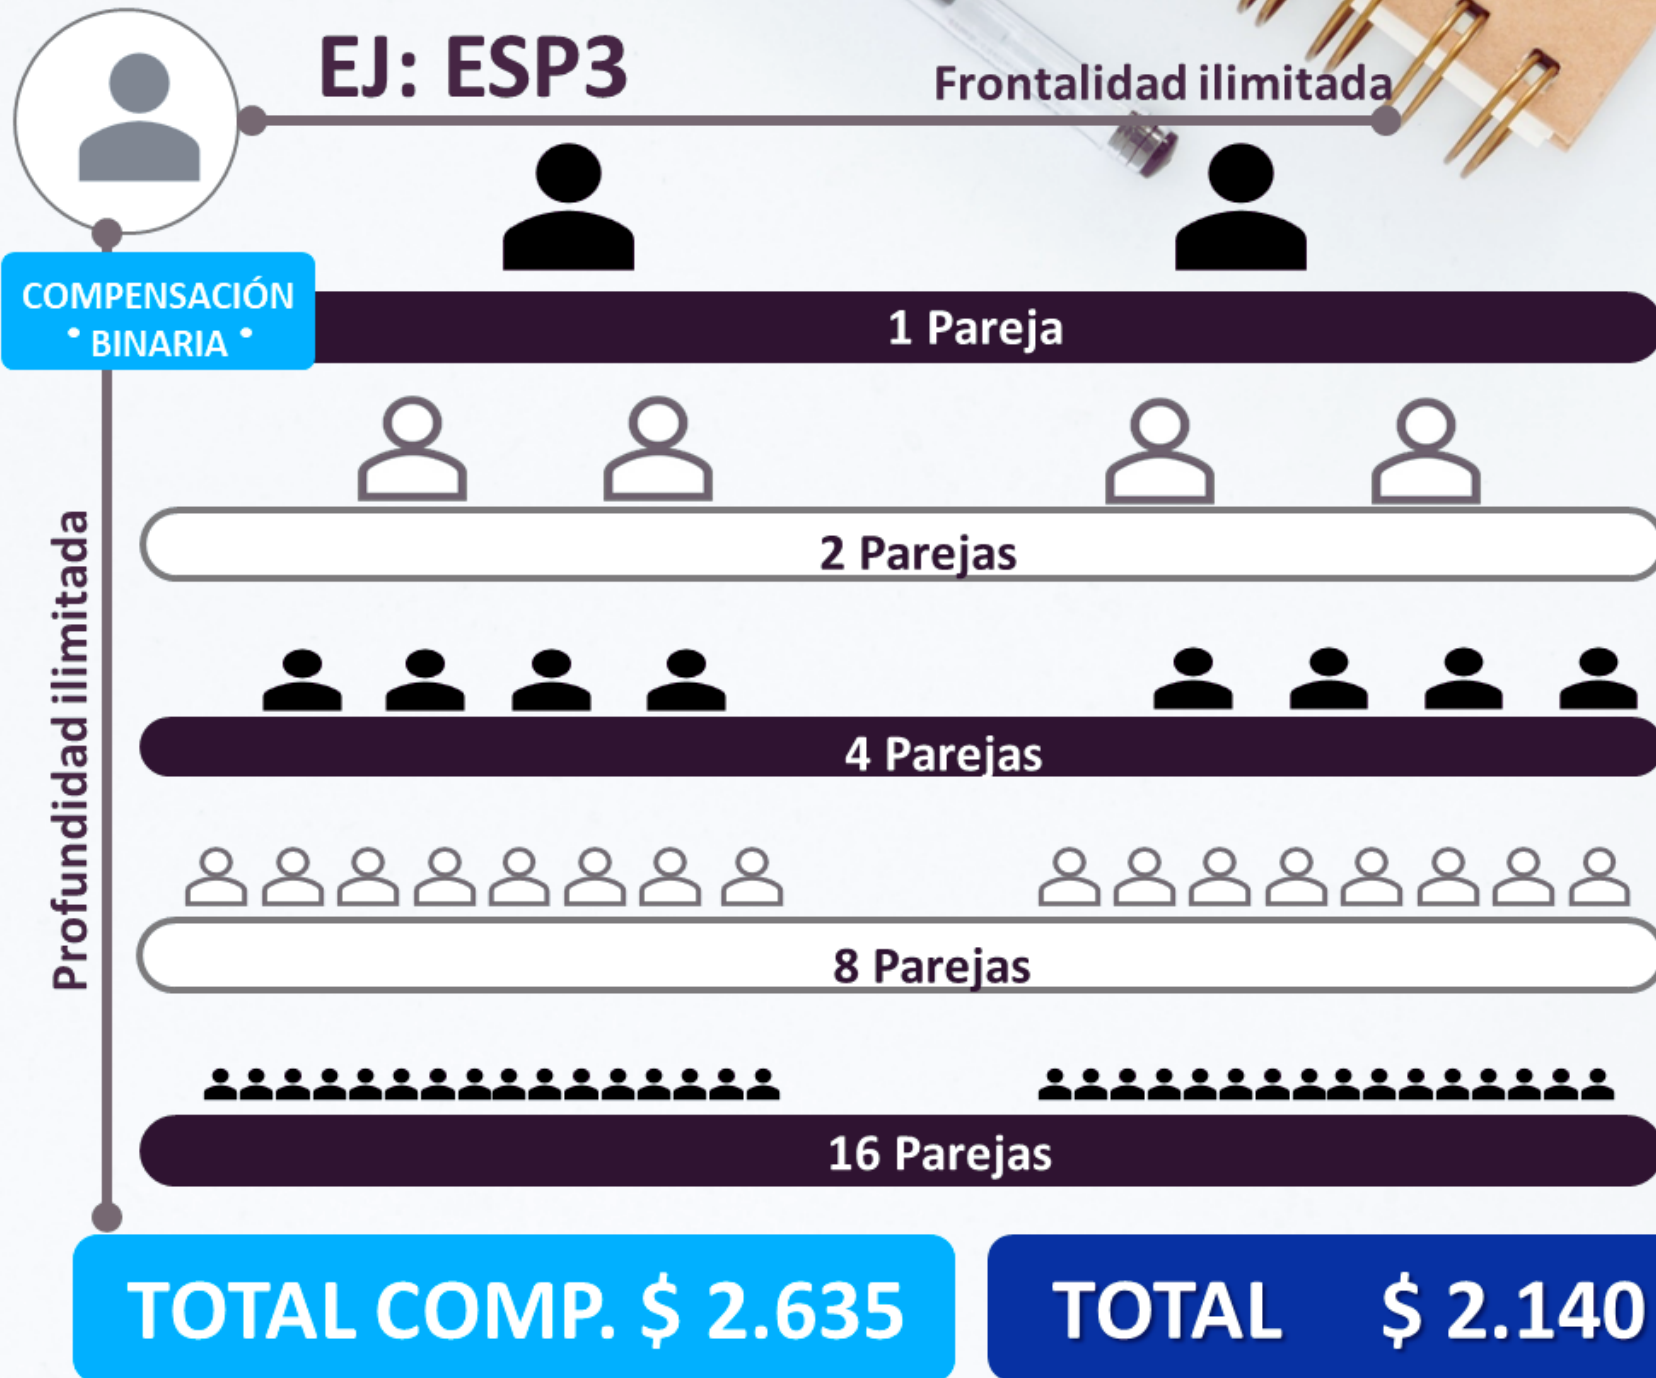 EJ: ESP3
Frontalidad ilimitada
COMPENSACIÓN
• BINARIA •
1 Pareja
2 Parejas
Profundidad ilimitada
4 Parejas
8 Parejas
16 Parejas
TOTAL COMP. $ 2.635
TOTAL $ 2.140